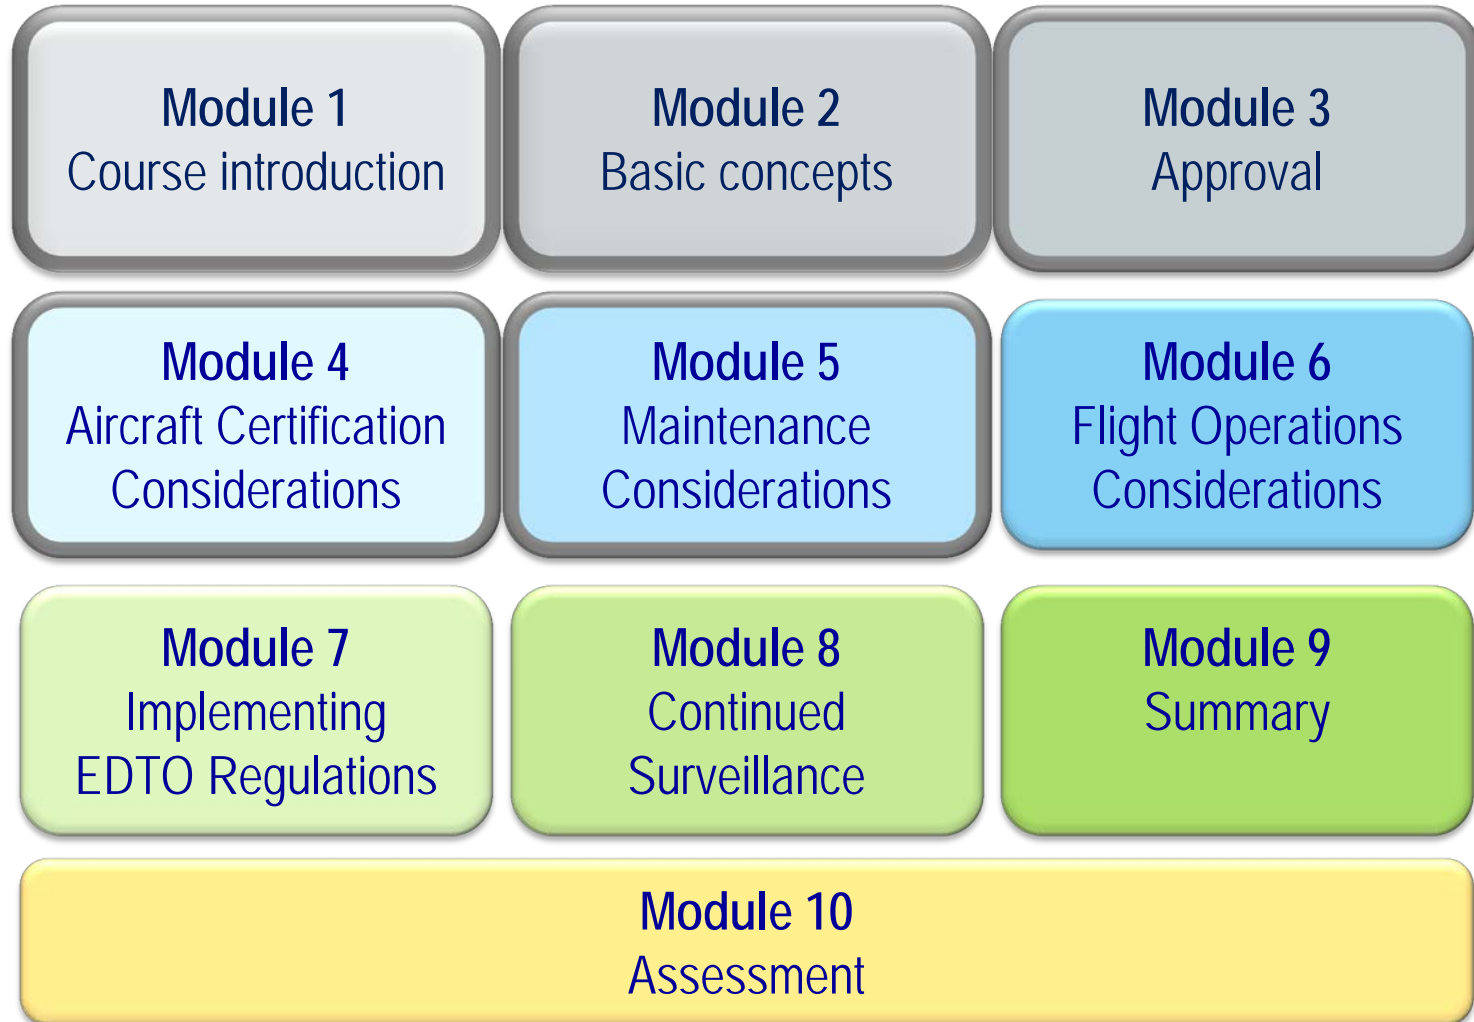 Module 1
Course introduction
Module 2
Basic concepts
Module 3
Approval
Module 4
Aircraft Certification
Considerations
Module 5
Maintenance
Considerations
Module 6
Flight Operations
Considerations
Module 7
Implementing
EDTO Regulations
Module 8
Continued
Surveillance
Module 9
Summary
Module 10
Assessment